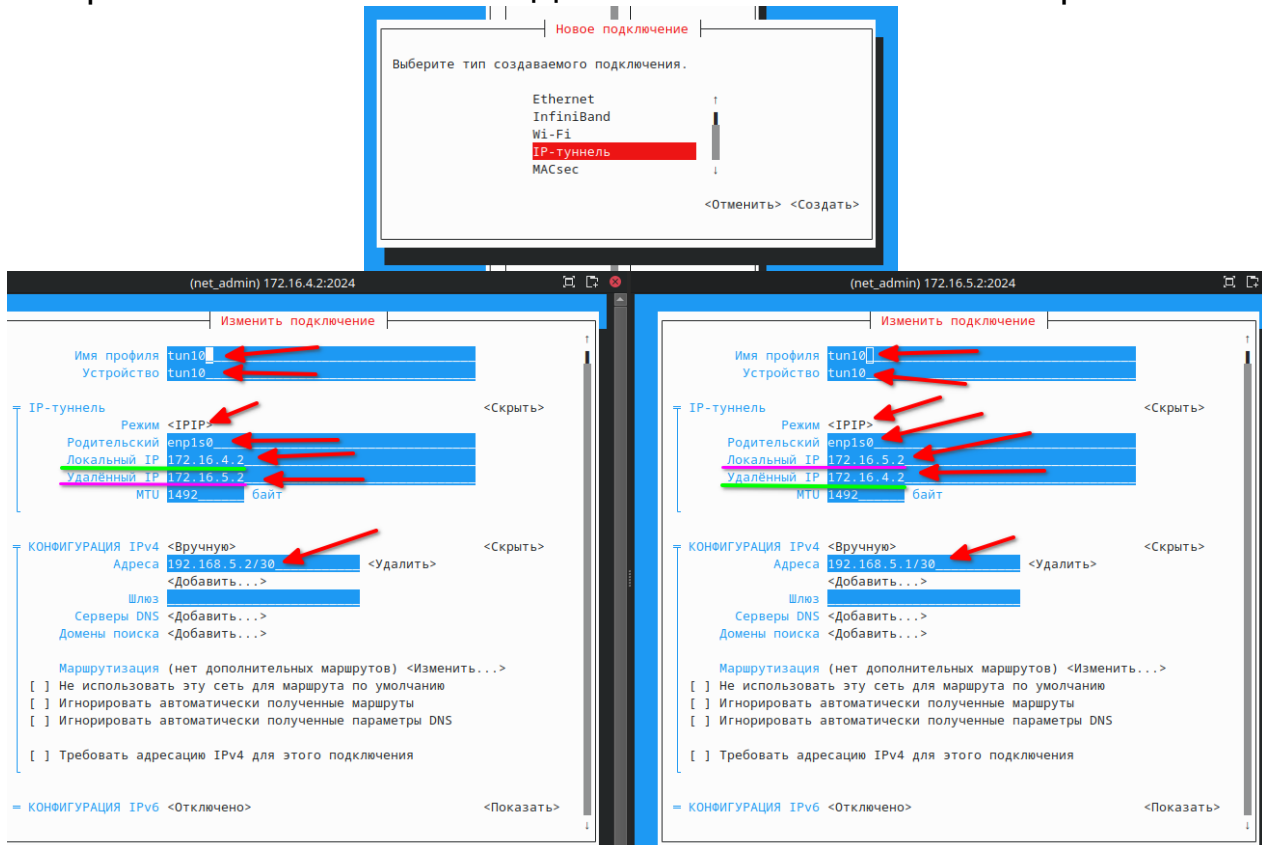 Новое подключение
Выберите тип создаваемого подключения.
Ethernet ↑
InfiniBand
Wi-Fi
IP-туннель
MACsec ↓
<Отменить> <Создать>
(net_admin) 172.16.4.2:2024
Изменить подключение
↑
Имя профиля tun10
Устройство tun10
= IP-туннель <Скрыть>
Режим <IPIP>
Родительский enp1s0
Локальный IP 172.16.4.2
Удалённый IP 172.16.5.2
MTU 1492 байт
= КОНФИГУРАЦИЯ IPv4 <Вручную> <Скрыть>
Адреса 192.168.5.2/30 <Удалить>
<Добавить...>
Шлюз
Серверы DNS <Добавить...>
Домены поиска <Добавить...>
Маршрутизация (нет дополнительных маршрутов) <Изменить...>
[ ] Не использовать эту сеть для маршрута по умолчанию
[ ] Игнорировать автоматически полученные маршруты
[ ] Игнорировать автоматически полученные параметры DNS
[ ] Требовать адресацию IPv4 для этого подключения
= КОНФИГУРАЦИЯ IPv6 <Отключено> <Показать>
↓
(net_admin) 172.16.5.2:2024
Изменить подключение
↑
Имя профиля tun10
Устройство tun10
= IP-туннель <Скрыть>
Режим <IPIP>
Родительский enp1s0
Локальный IP 172.16.5.2
Удалённый IP 172.16.4.2
MTU 1492 байт
= КОНФИГУРАЦИЯ IPv4 <Вручную> <Скрыть>
Адреса 192.168.5.1/30 <Удалить>
<Добавить...>
Шлюз
Серверы DNS <Добавить...>
Домены поиска <Добавить...>
Маршрутизация (нет дополнительных маршрутов) <Изменить...>
[ ] Не использовать эту сеть для маршрута по умолчанию
[ ] Игнорировать автоматически полученные маршруты
[ ] Игнорировать автоматически полученные параметры DNS
[ ] Требовать адресацию IPv4 для этого подключения
= КОНФИГУРАЦИЯ IPv6 <Отключено> <Показать>
↓